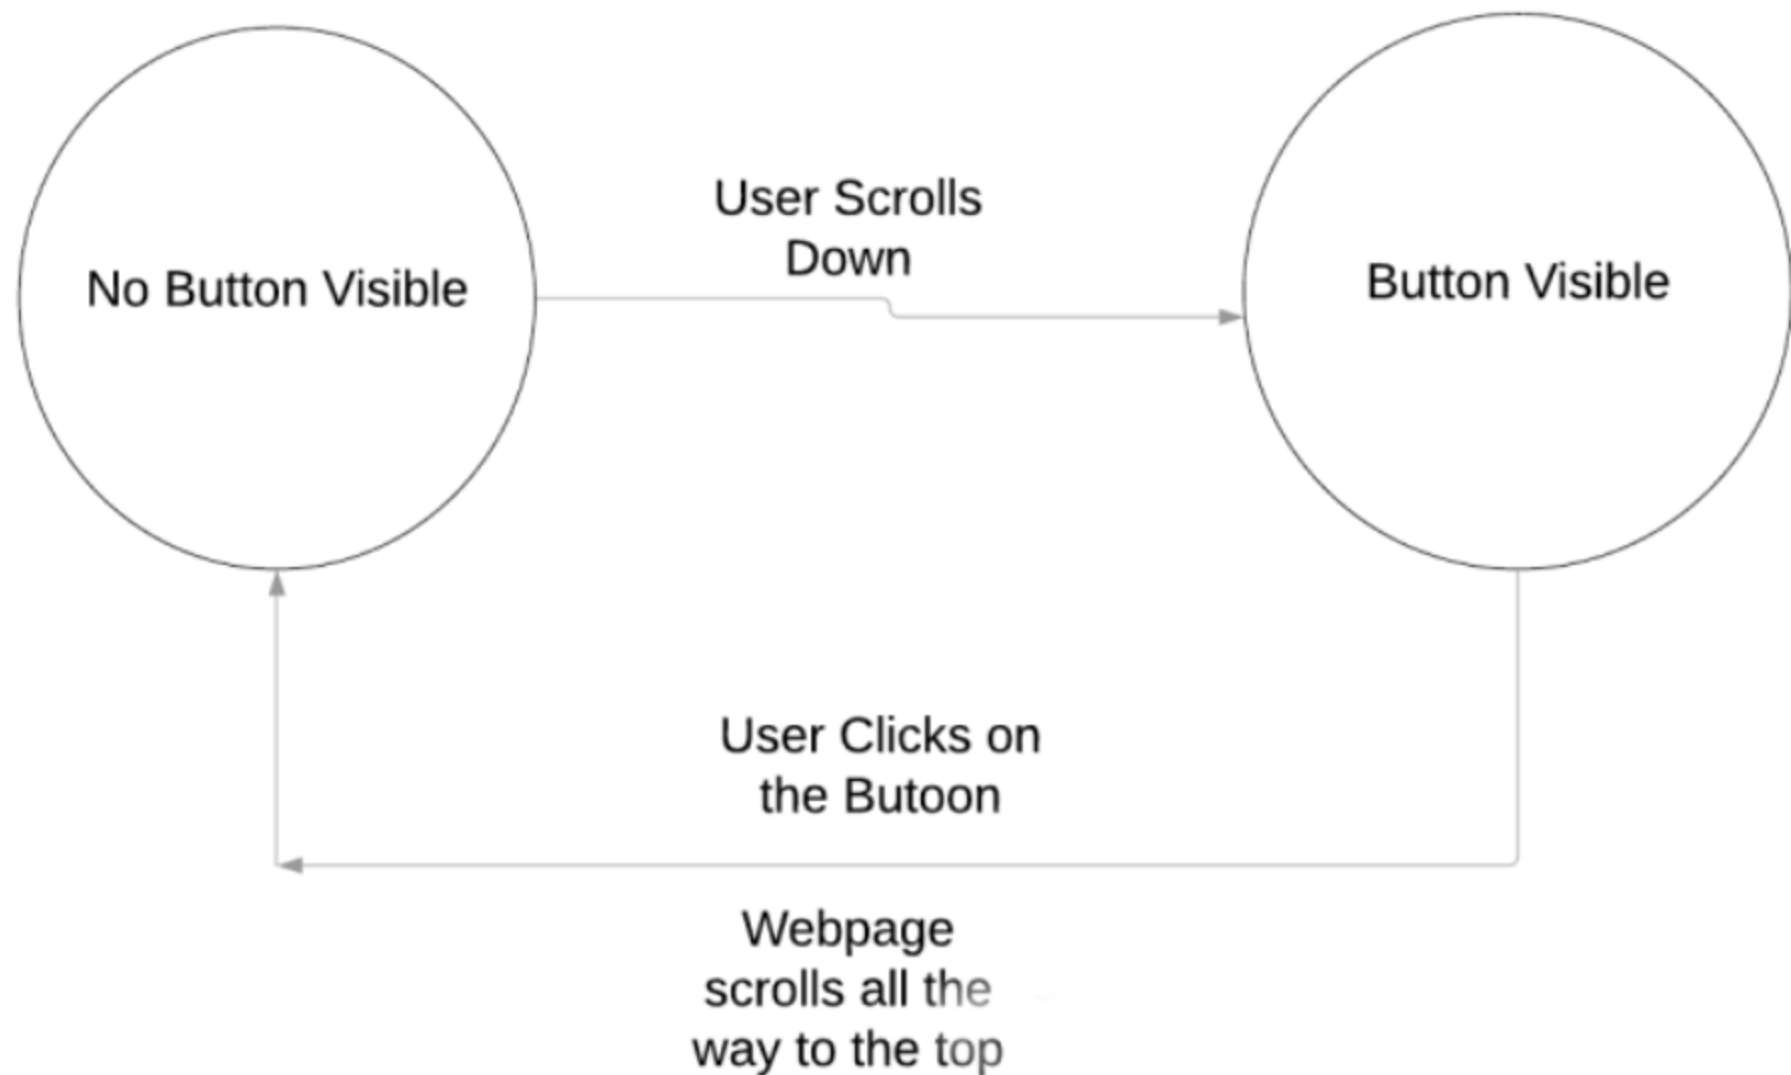 No Button Visible
User Scrolls
Down
Button Visible
User Clicks on
the Butoon
Webpage
scrolls all the
way to the top